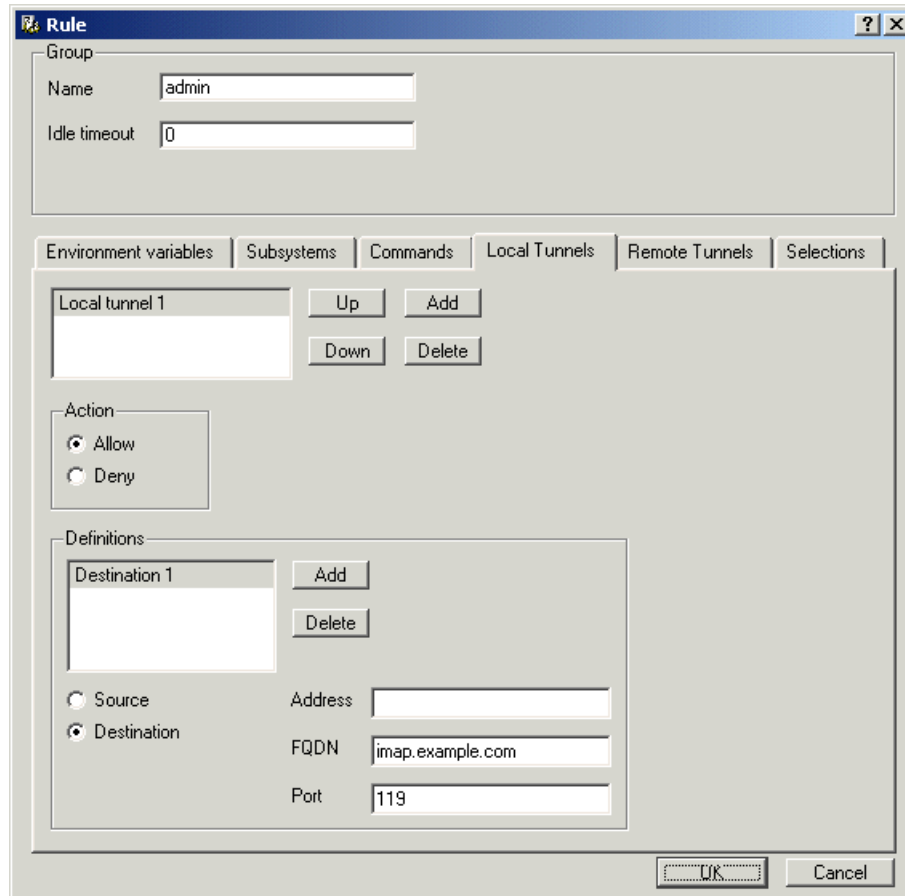 Rule
Group
Name admin
Idle timeout 0
Environment variables Subsystems Commands Local Tunnels Remote Tunnels Selections
Local tunnel 1 Up Add
Down Delete
Action
Allow
Deny
Definitions
Destination 1 Add
Delete
Source Address
Destination
FQDN imap.example.com
Port 119
OK Cancel